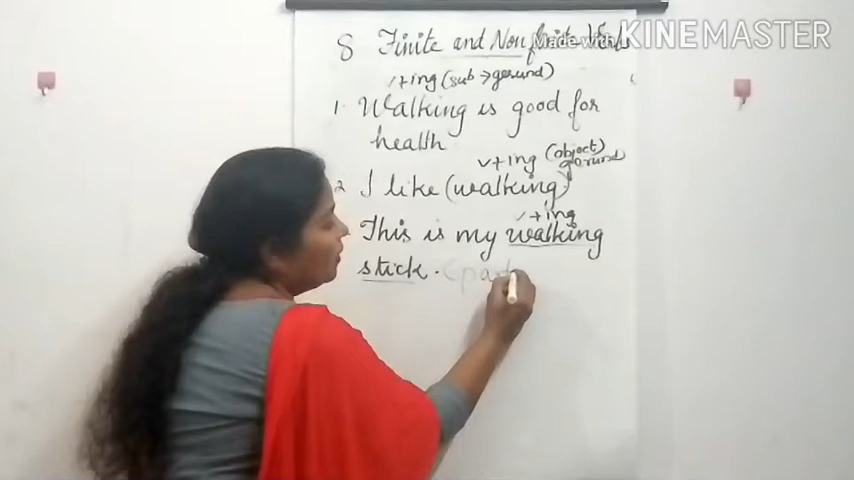 8 Finite and Non finite Verbs
Made with KINEMASTER
v+ing (sub → gerund)
1. Walking is good for
health
v+ing (object)
gerund
2 I like (walking)
v+ing
This is my walking
stick. (part